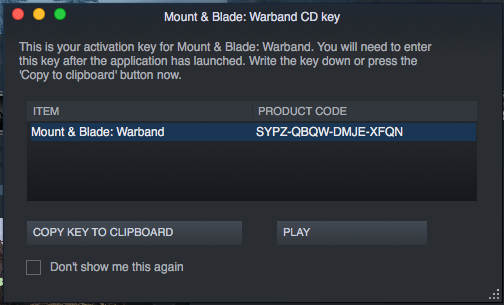 Mount & Blade: Warband CD key
This is your activation key for Mount & Blade: Warband. You will need to enter
this key after the application has launched. Write the key down or press the
'Copy to clipboard' button now.
ITEM PRODUCT CODE
Mount & Blade: Warband SYPZ-QBQW-DMJE-XFQN
COPY KEY TO CLIPBOARD PLAY
Don't show me this again